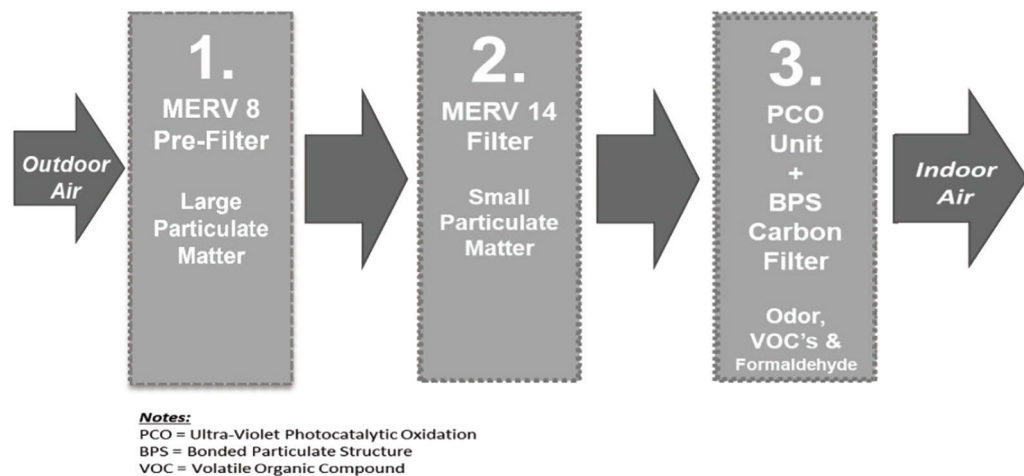 Outdoor
Air
1.
MERV 8
Pre-Filter
Large
Particulate
Matter
2.
MERV 14
Filter
Small
Particulate
Matter
3.
PCO
Unit
+
BPS
Carbon
Filter
Odor,
VOC's &
Formaldehyde
Indoor
Air
Notes:
PCO = Ultra-Violet Photocatalytic Oxidation
BPS = Bonded Particulate Structure
VOC = Volatile Organic Compound